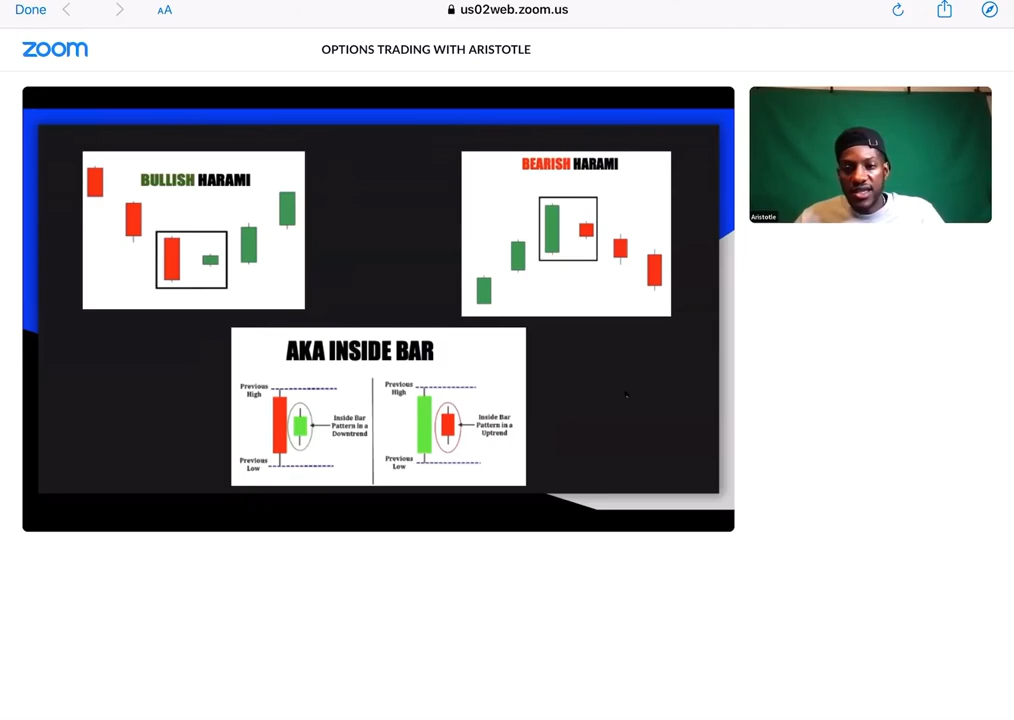 Done
AA
us02web.zoom.us
zoom
OPTIONS TRADING WITH ARISTOTLE
BULLISH HARAMI
BEARISH HARAMI
AKA INSIDE BAR
Previous
High
Inside Bar
Pattern in a
Downtrend
Previous
Low
Previous
High
Inside Bar
Pattern in a
Uptrend
Previous
Low
Aristotle